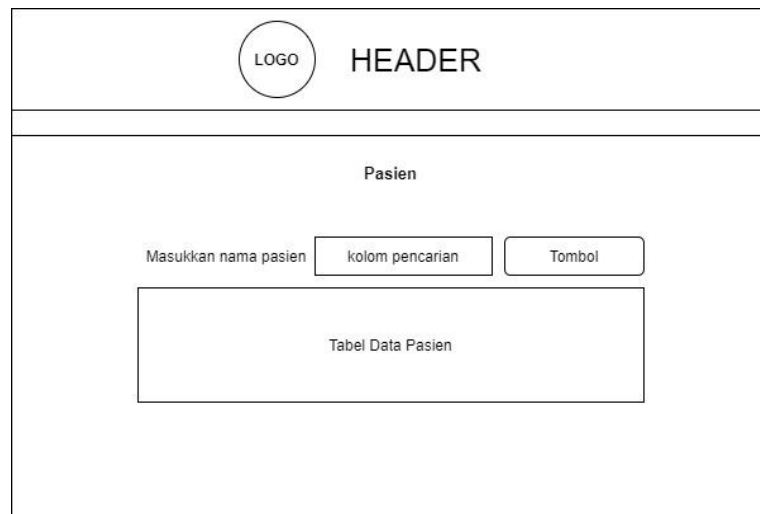 LOGO HEADER
Pasien
Masukkan nama pasien kolom pencarian Tombol
Tabel Data Pasien